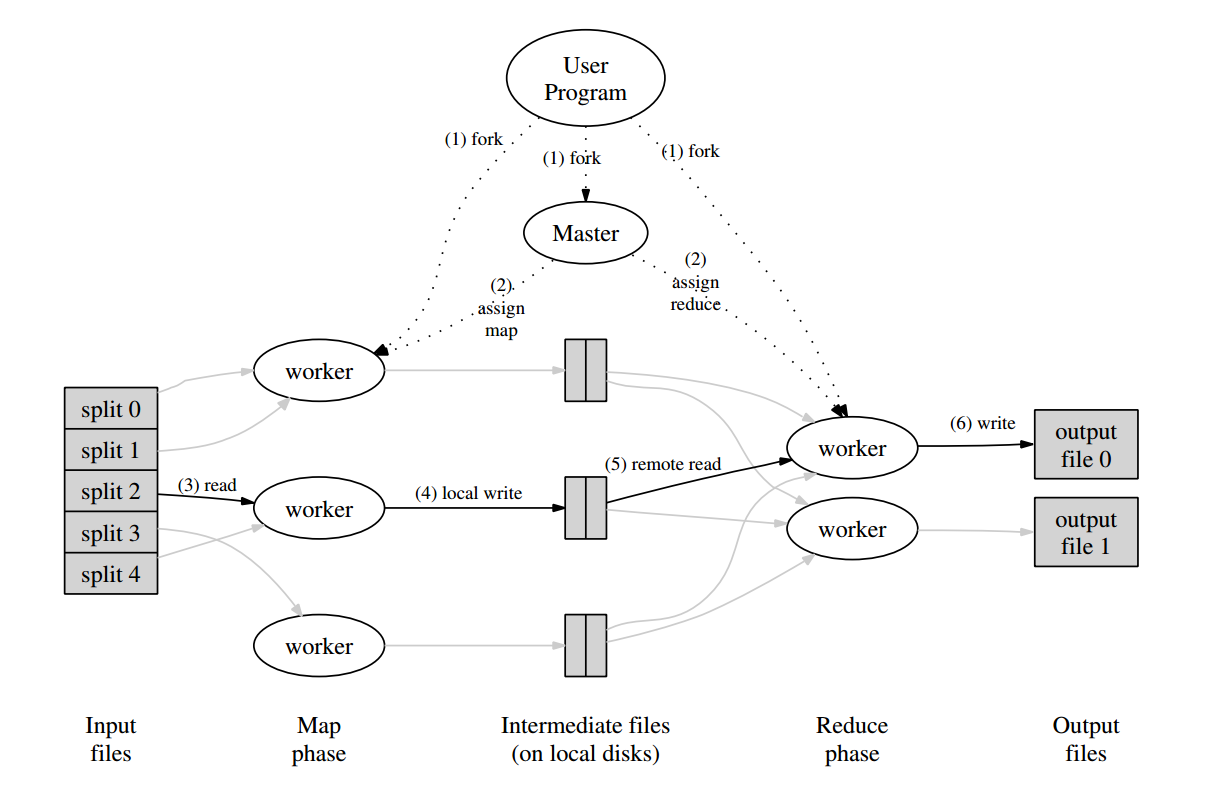 User
Program
(1) fork
(1) fork
(1) fork
Master
(2)
assign
map
(2)
assign
reduce
split 0
split 1
split 2
split 3
split 4
(3) read
worker
worker
worker
(4) local write
(5) remote read
worker
worker
(6) write
output
file 0
output
file 1
Input
files
Map
phase
Intermediate files
(on local disks)
Reduce
phase
Output
files